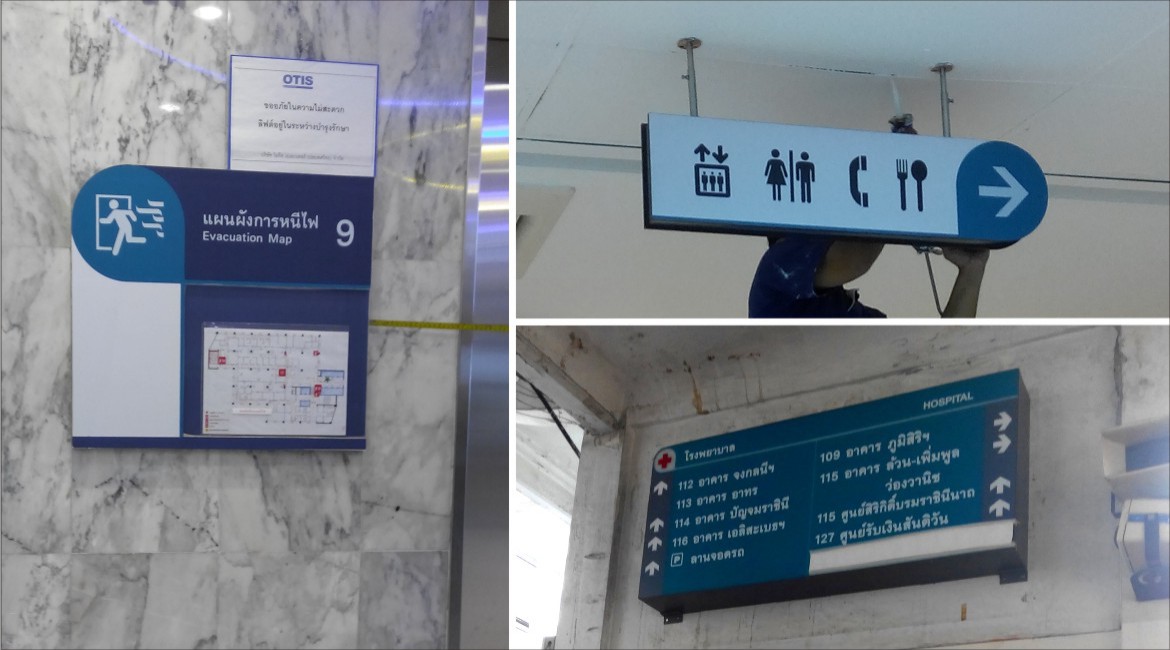 OTIS
ขออภัยในความไม่สะดวก
ลิฟต์อยู่ในระหว่างบำรุงรักษา
แผนผังการหนีไฟ
Evacuation Map
9
โรงพยาบาล
HOSPITAL
112 อาคาร จงกลนีฯ
113 อาคาร อาทร
114 อาคาร ปัญจมราชินี
116 อาคาร เอลิสะเบธฯ
P ลานจอดรถ
109 อาคาร ภูมิสิริฯ
115 อาคาร ล้วน-เพิ่มพูล
ว่องวานิช
115 ศูนย์สิริกิติ์บรมราชินีนาถ
127 ศูนย์รับเงินสันติวัน